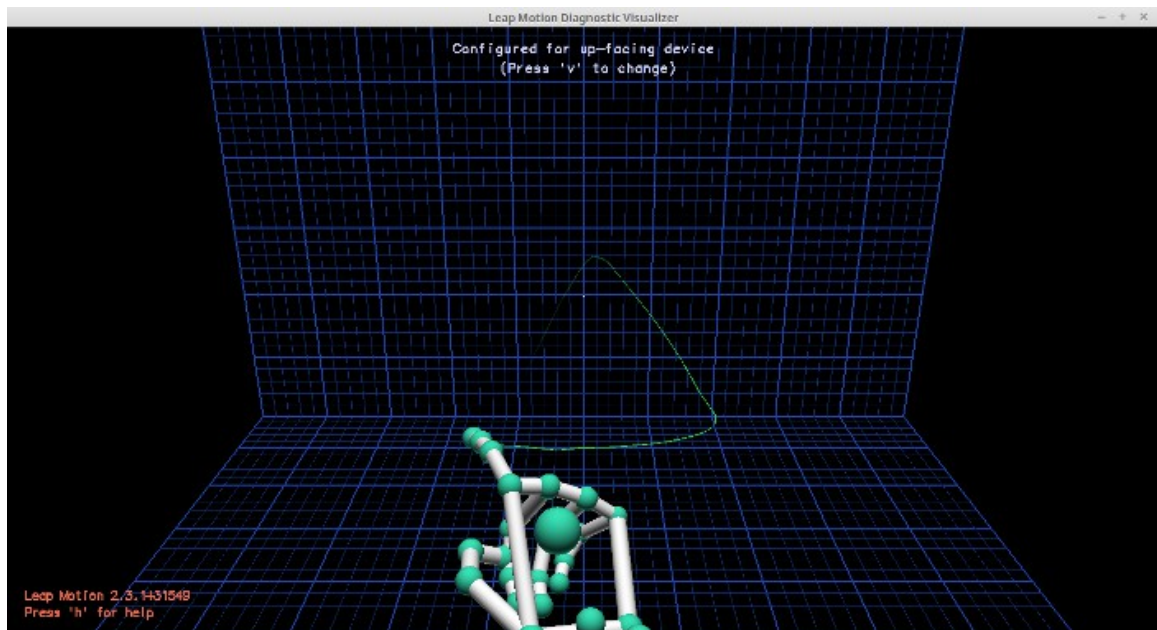 Leap Motion Diagnostic Visualizer
Configured for up-facing device
(Press 'v' to change)
Leap Motion 2.3.1+31549
Press 'h' for help